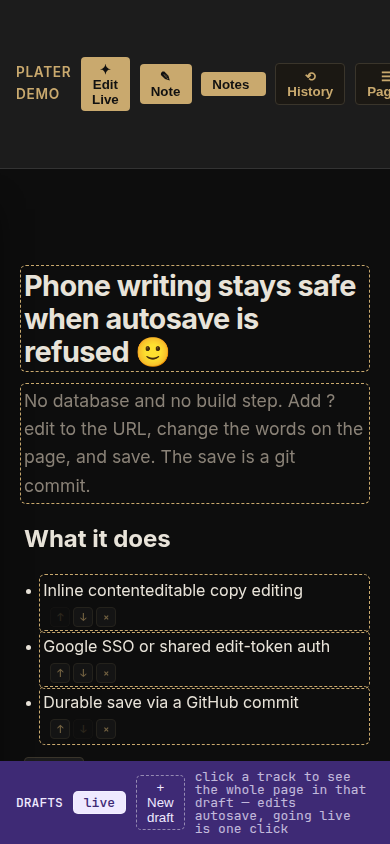 PLATER
DEMO
✦
Edit
Live
✎
Note
Notes
⟲
History
☰
Phone writing stays safe
when autosave is
refused 🙂
No database and no build step. Add ?
edit to the URL, change the words on the
page, and save. The save is a git
commit.
What it does
• Inline contenteditable copy editing
↑ ↓ ×
• Google SSO or shared edit-token auth
↑ ↓ ×
• Durable save via a GitHub commit
↑ ↓ ×
DRAFTS
live
+
New
draft
click a track to see
the whole page in that
draft — edits
autosave, going live
is one click